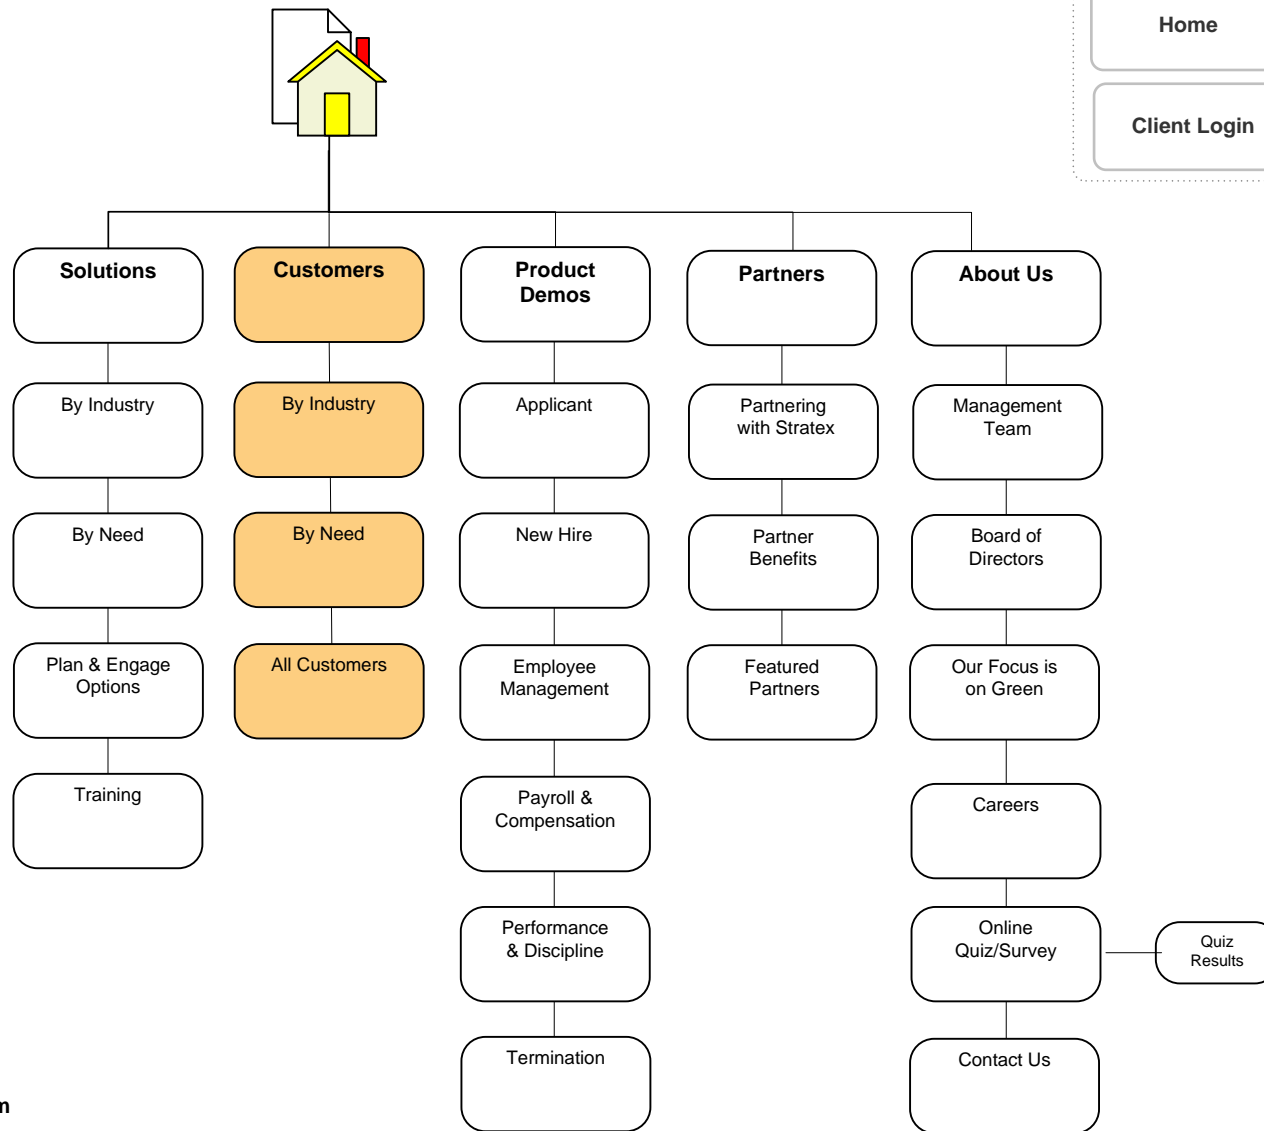 Home
Client Login
Solutions
Customers
Product
Demos
Partners
About Us
By Industry
By Industry
Applicant
Partnering
with Stratex
Management
Team
By Need
By Need
New Hire
Partner
Benefits
Board of
Directors
Plan & Engage
Options
All Customers
Employee
Management
Featured
Partners
Our Focus is
on Green
Training
Payroll &
Compensation
Careers
Performance
& Discipline
Online
Quiz/Survey
Quiz
Results
Termination
Contact Us